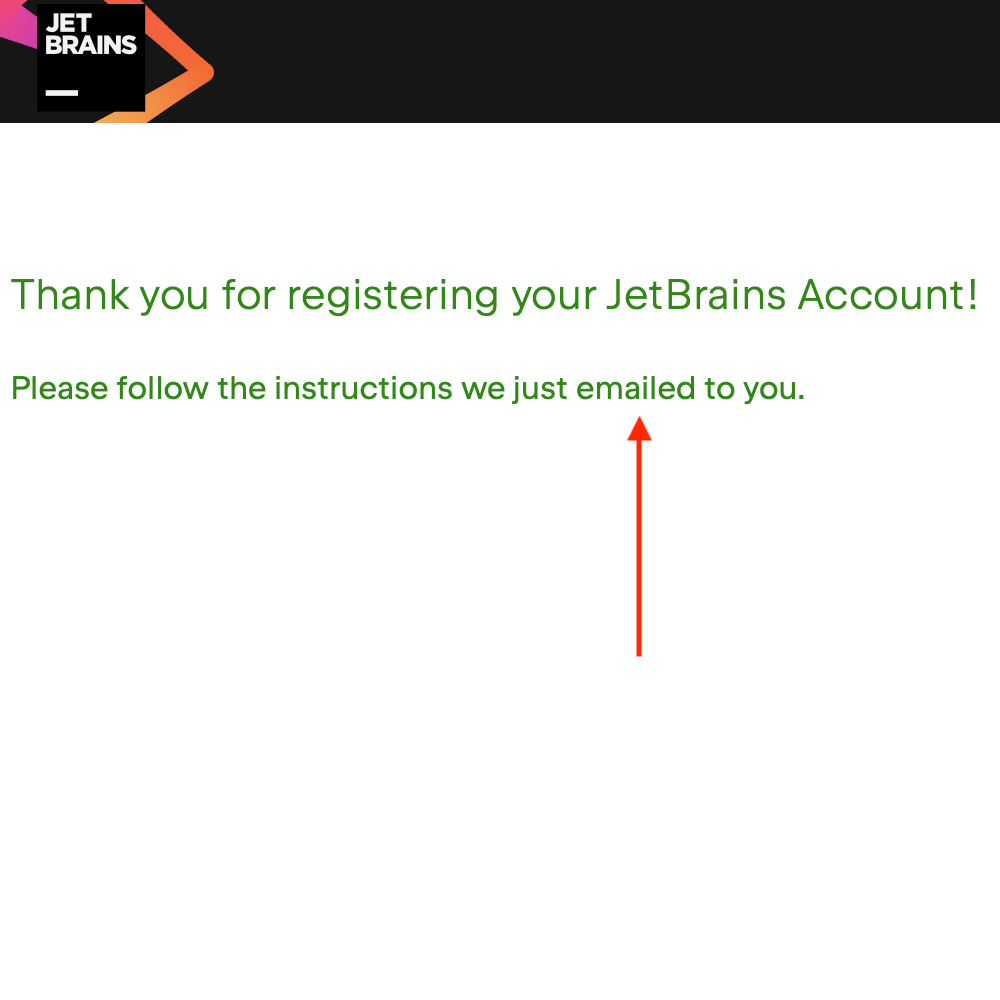 JET
BRAINS
Thank you for registering your JetBrains Account!
Please follow the instructions we just emailed to you.